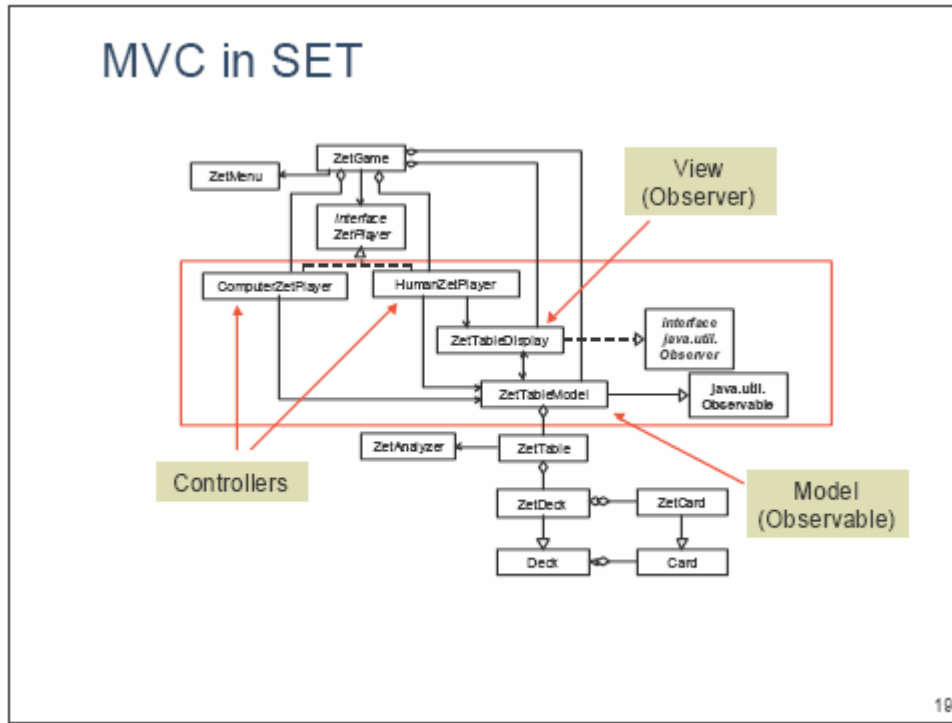 MVC in SET
ZetGame
ZetMenu
View
(Observer)
interface
ZetPlayer
ComputerZetPlayer
HumanZetPlayer
ZetTableDisplay
interface
java.util.
Observer
ZetTableModel
java.util.
Observable
ZetAnalyzer
ZetTable
Controllers
ZetDeck
ZetCard
Model
(Observable)
Deck
Card
19